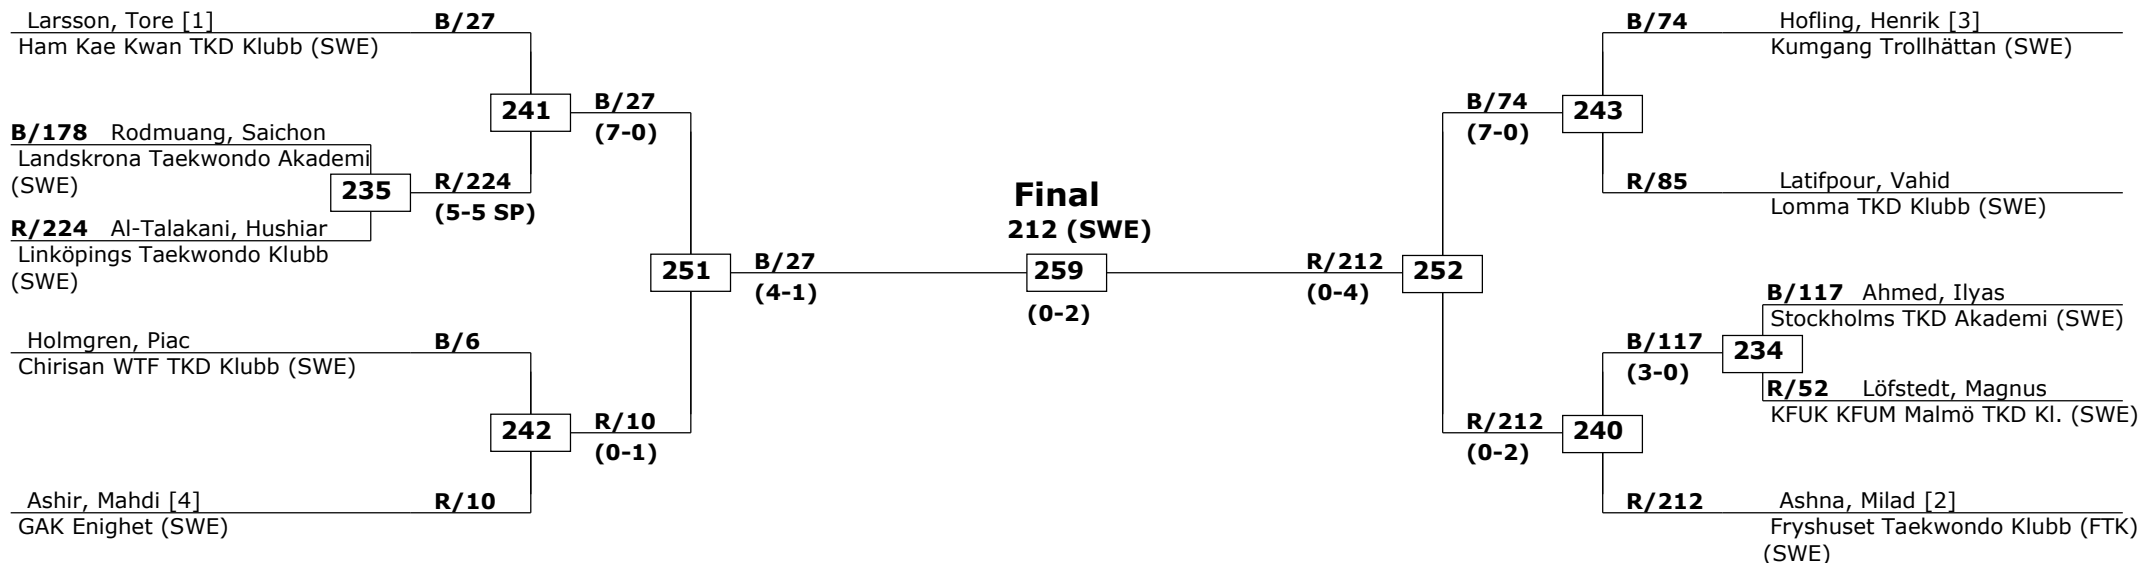 Larsson, Tore [1]
B/27
Ham Kae Kwan TKD Klubb (SWE)
241
B/27
(7-0)
B/178 Rodmuang, Saichon
Landskrona Taekwondo Akademi
(SWE)
235
R/224
(5-5 SP)
R/224 Al-Talakani, Hushiar
Linköpings Taekwondo Klubb
(SWE)
251
B/27
(4-1)
Holmgren, Piac
B/6
Chirisan WTF TKD Klubb (SWE)
242
R/10
(0-1)
Ashir, Mahdi [4]
R/10
GAK Enighet (SWE)
Final
212 (SWE)
259
(0-2)
B/74
Hofling, Henrik [3]
Kumgang Trollhättan (SWE)
B/74
(7-0)
243
R/85
Latifpour, Vahid
Lomma TKD Klubb (SWE)
R/212
(0-4)
252
B/117 Ahmed, Ilyas
Stockholms TKD Akademi (SWE)
B/117
(3-0)
234
R/52 Löfstedt, Magnus
KFUK KFUM Malmö TKD Kl. (SWE)
R/212
(0-2)
240
R/212
Ashna, Milad [2]
Fryshuset Taekwondo Klubb (FTK)
(SWE)